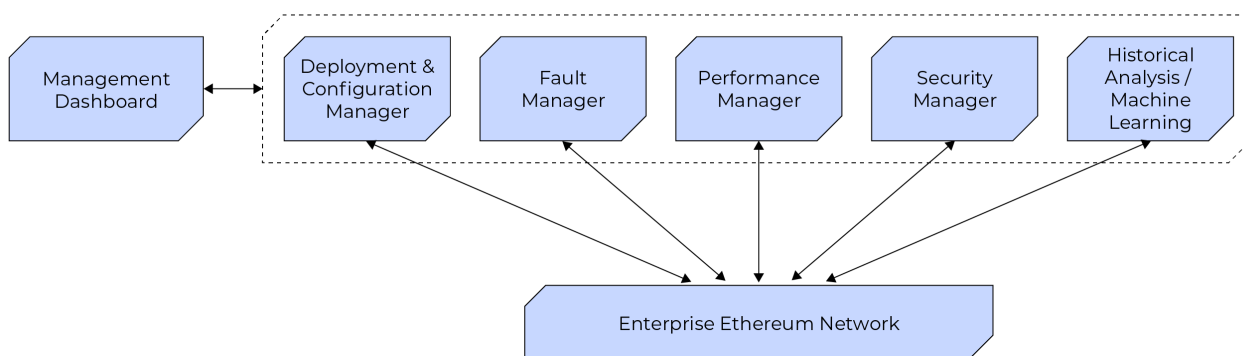 Management
Dashboard
Deployment &
Configuration
Manager
Fault
Manager
Performance
Manager
Security
Manager
Historical
Analysis /
Machine
Learning
Enterprise Ethereum Network